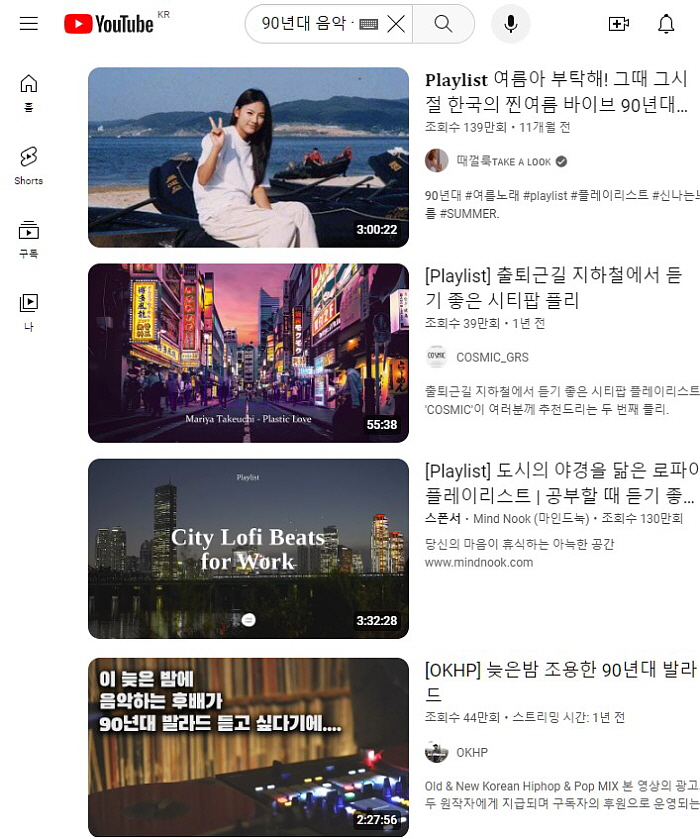 YouTube KR
90년대 음악 ·
홈
Shorts
구독
나
3:00:22
Playlist 여름아 부탁해! 그때 그시
절 한국의 찐여름 바이브 90년대...
조회수 139만회 • 11개월 전
때껄룩TAKE A LOOK
90년대 #여름노래 #playlist #플레이리스트 #신나는노
름 #SUMMER.
Mariya Takeuchi - Plastic Love
55:38
[Playlist] 출퇴근길 지하철에서 듣
기 좋은 시티팝 플리
조회수 39만회 • 1년 전
COSMIC
COSMIC_GRS
출퇴근길 지하철에서 듣기 좋은 시티팝 플레이리스트
'COSMIC'이 여러분께 추천드리는 두 번째 플리.
Playlist
City Lofi Beats
for Work
3:32:28
[Playlist] 도시의 야경을 닮은 로파이
플레이리스트 | 공부할 때 듣기 좋...
스폰서 · Mind Nook (마인드눅) • 조회수 130만회
당신의 마음이 휴식하는 아늑한 공간
www.mindnook.com
이 늦은 밤에
음악하는 후배가
90년대 발라드 듣고 싶다기에....
2:27:56
[OKHP] 늦은밤 조용한 90년대 발라
드
조회수 44만회 • 스트리밍 시간: 1년 전
OKHP
Old & New Korean Hiphop & Pop MIX 본 영상의 광고
두 원작자에게 지급되며 구독자의 후원으로 운영되는